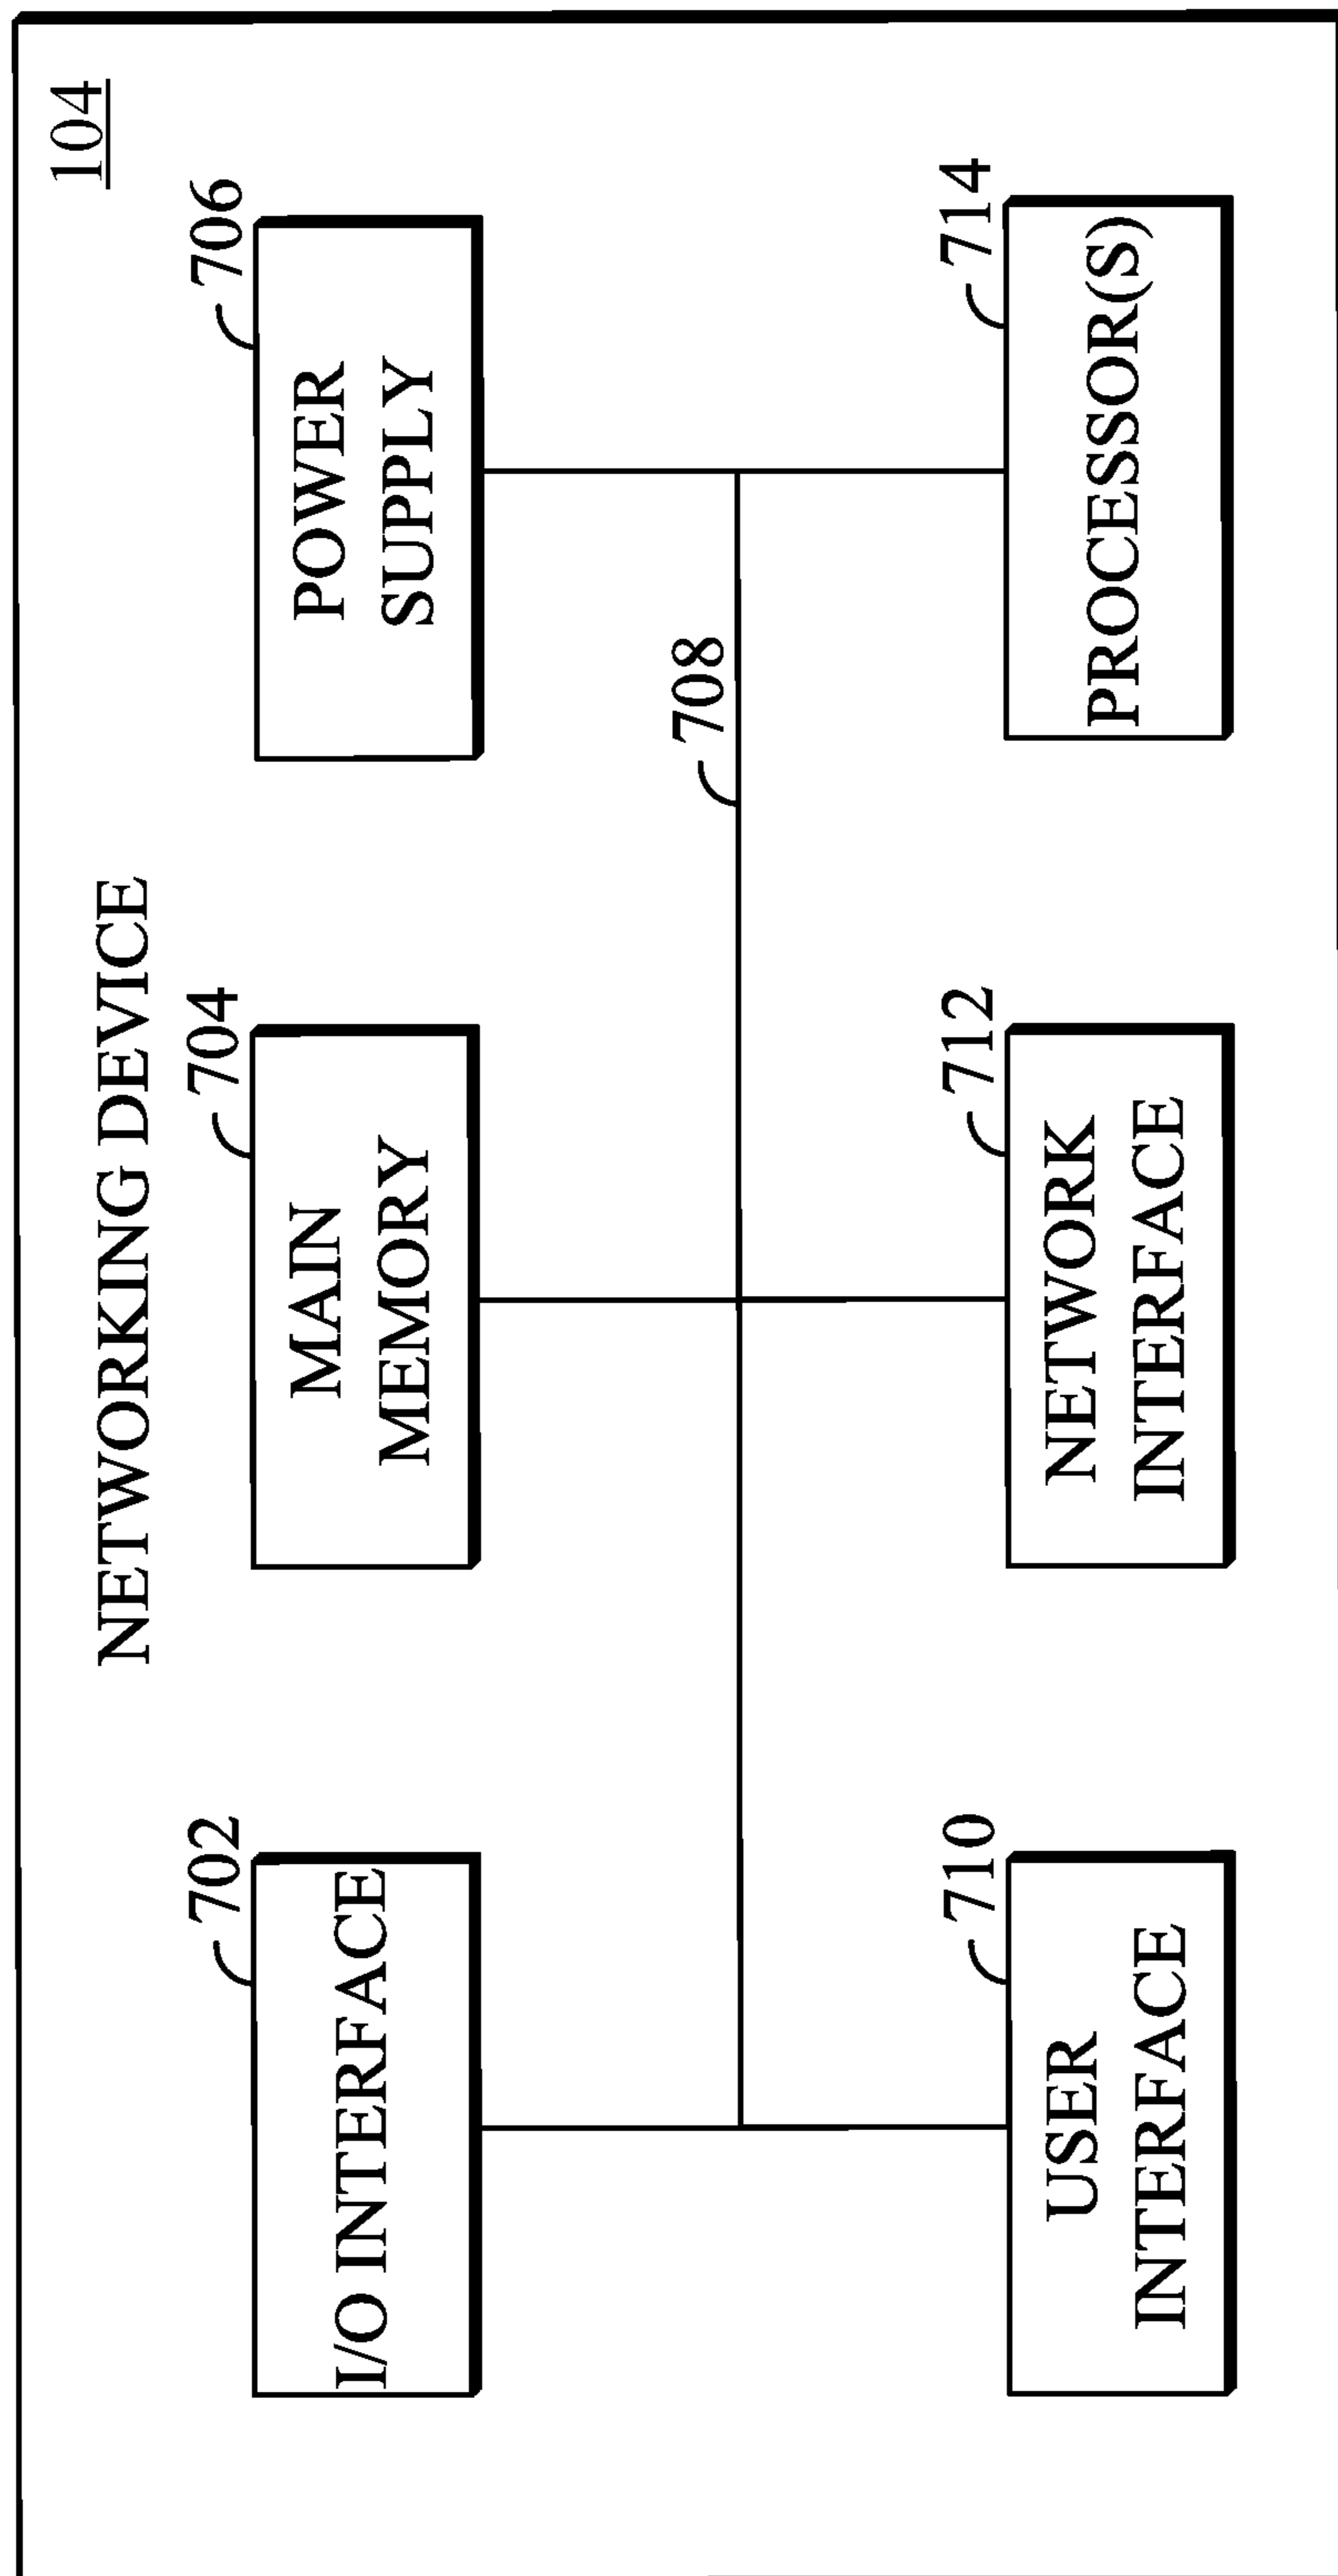 NETWORKING DEVICE
104
702
704
706
I/O INTERFACE
MAIN
MEMORY
POWER
SUPPLY
708
710
712
714
USER
INTERFACE
NETWORK
INTERFACE
PROCESSOR(S)